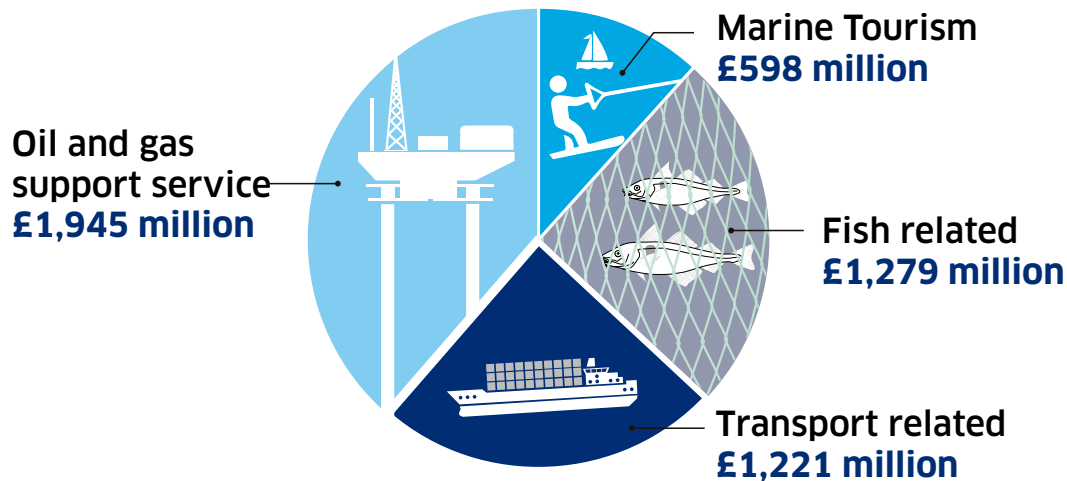 Marine Tourism
£598 million
Oil and gas
support service
£1,945 million
Fish related
£1,279 million
Transport related
£1,221 million